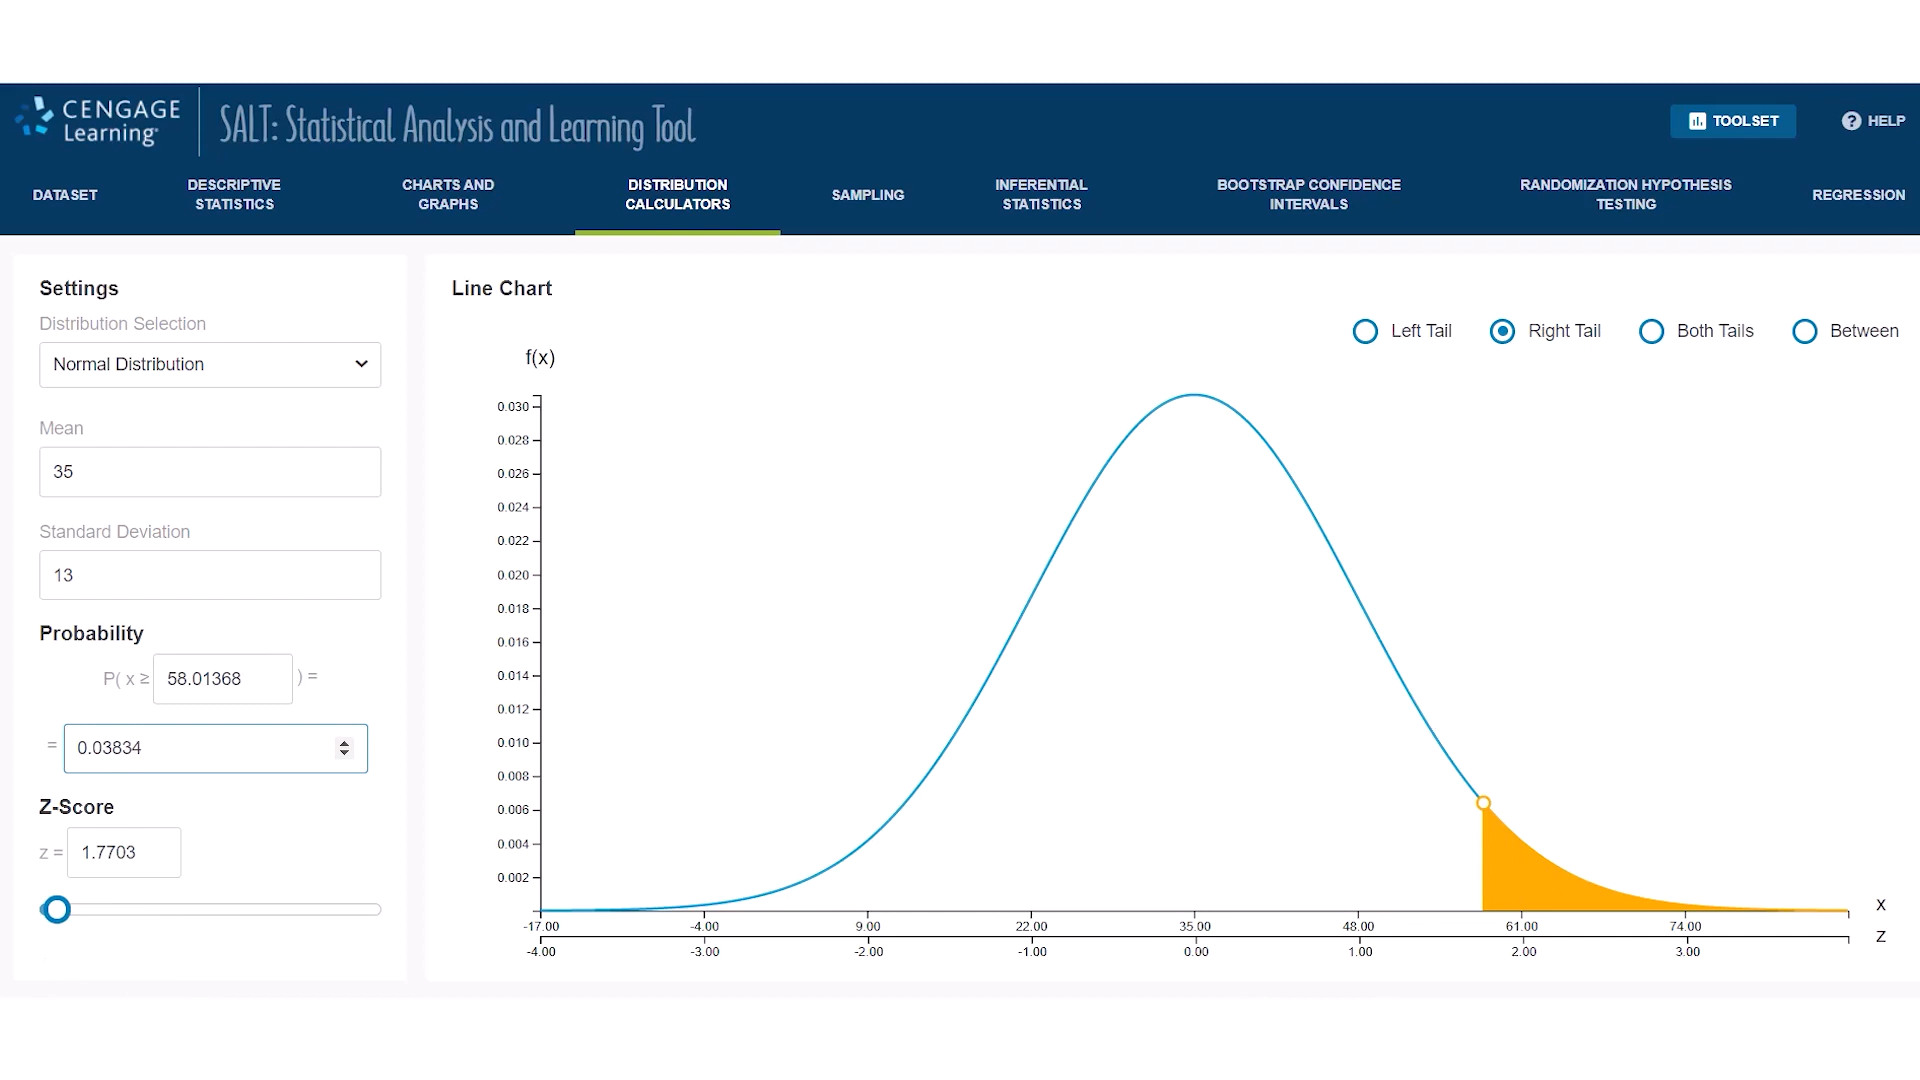 CENGAGE
Learning
SALT: Statistical Analysis and Learning Tool
TOOLSET
HELP
DATASET
DESCRIPTIVE
STATISTICS
CHARTS AND
GRAPHS
DISTRIBUTION
CALCULATORS
SAMPLING
INFERENTIAL
STATISTICS
BOOTSTRAP CONFIDENCE
INTERVALS
RANDOMIZATION HYPOTHESIS
TESTING
REGRESSION
Settings
Distribution Selection
Normal Distribution
Mean
35
Standard Deviation
13
Probability
P( x ≥ 58.01368 ) =
= 0.03834
Z-Score
z = 1.7703
Line Chart
Left Tail Right Tail Both Tails Between
f(x)
0.030
0.028
0.026
0.024
0.022
0.020
0.018
0.016
0.014
0.012
0.010
0.008
0.006
0.004
0.002
-17.00 -4.00 9.00 22.00 35.00 48.00 61.00 74.00 X
-4.00 -3.00 -2.00 -1.00 0.00 1.00 2.00 3.00 Z